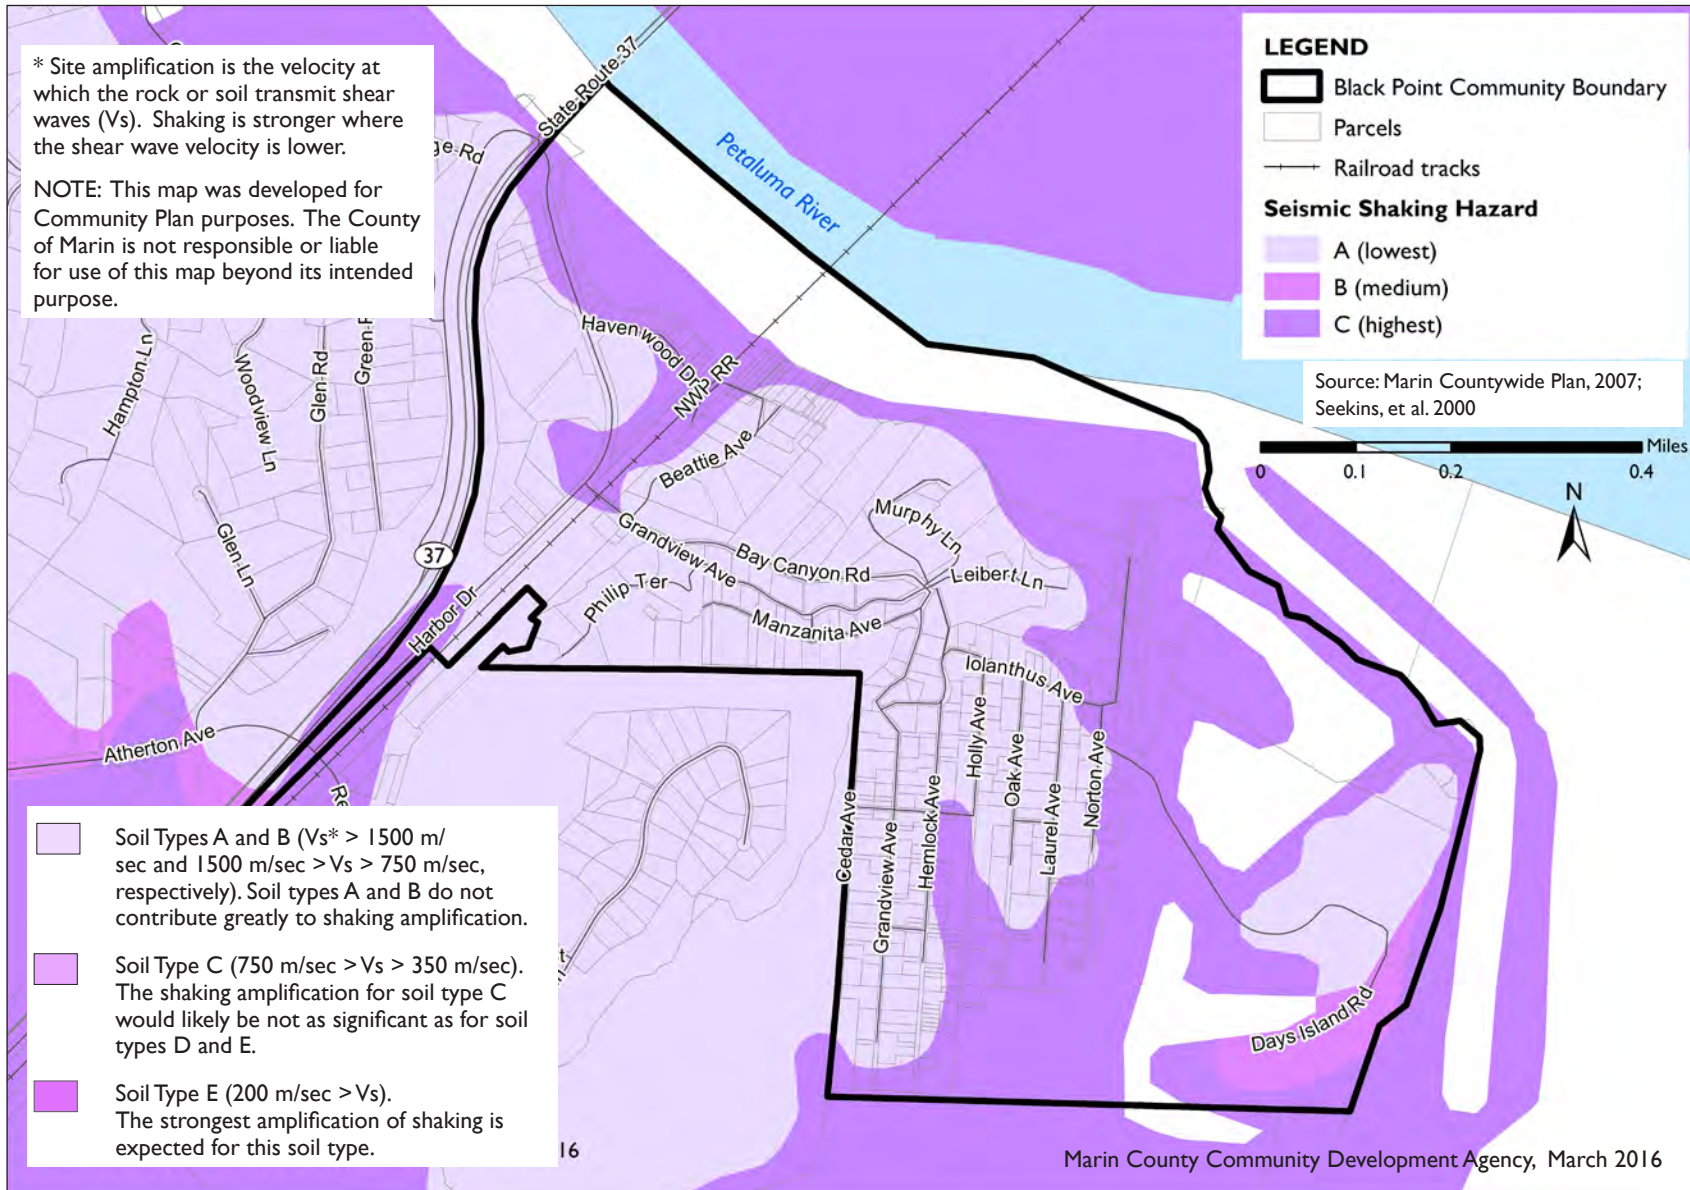 * Site amplification is the velocity at
which the rock or soil transmit shear
waves (Vs). Shaking is stronger where
the shear wave velocity is lower.
NOTE: This map was developed for
Community Plan purposes. The County
of Marin is not responsible or liable
for use of this map beyond its intended
purpose.
LEGEND
Black Point Community Boundary
Parcels
Railroad tracks
Seismic Shaking Hazard
A (lowest)
B (medium)
C (highest)
Source: Marin Countywide Plan, 2007;
Seekins, et al. 2000
Miles
0 0.1 0.2 0.4
N
State Route 37
Petaluma River
Havenwood Dr
NWP RR
Hampton Ln
Woodview Ln
Glen Rd
Beattie Ave
Murphy Ln
Glen Ln
Grandview Ave
Bay Canyon Rd
Leibert Ln
37
Philip Ter
Manzanita Ave
Harbor Dr
Iolanthus Ave
Atherton Ave
Holly Ave
Oak Ave
Norton Ave
Cedar Ave
Grandview Ave
Hemlock Ave
Laurel Ave
Days Island Rd
Soil Types A and B (Vs* > 1500 m/
sec and 1500 m/sec > Vs > 750 m/sec,
respectively). Soil types A and B do not
contribute greatly to shaking amplification.
Soil Type C (750 m/sec > Vs > 350 m/sec).
The shaking amplification for soil type C
would likely be not as significant as for soil
types D and E.
Soil Type E (200 m/sec > Vs).
The strongest amplification of shaking is
expected for this soil type.
16
Marin County Community Development Agency, March 2016